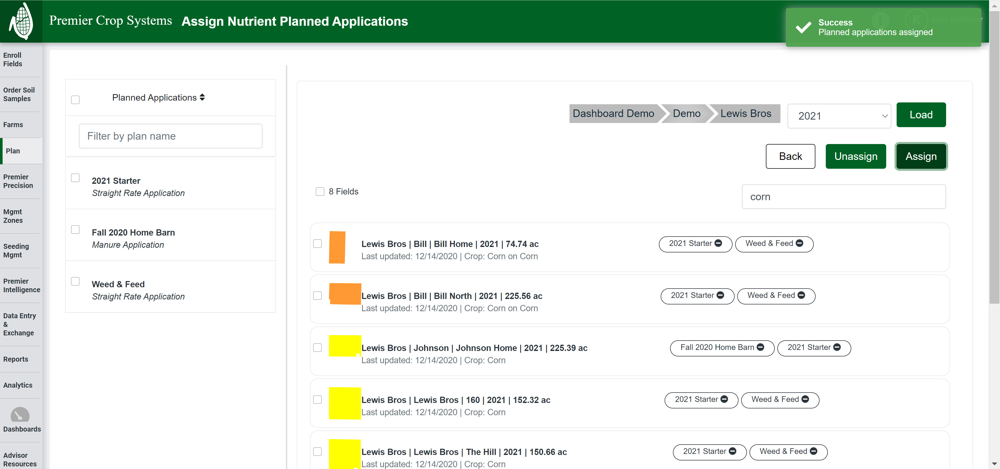 Premier Crop Systems Assign Nutrient Planned Applications
Success
Planned applications assigned
K Katie McWhirter
Enroll
Fields
Order Soil
Samples
Farms
Plan
Premier
Precision
Mgmt
Zones
Seeding
Mgmt
Premier
Intelligence
Data Entry
&
Exchange
Reports
Analytics
Dashboards
Advisor
Resources
Planned Applications
Filter by plan name
2021 Starter
Straight Rate Application
Fall 2020 Home Barn
Manure Application
Weed & Feed
Straight Rate Application
Dashboard Demo Demo Lewis Bros 2021 Load
Back Unassign Assign
8 Fields corn
Lewis Bros | Bill | Bill Home | 2021 | 74.74 ac 2021 Starter Weed & Feed
Last updated: 12/14/2020 | Crop: Corn on Corn
Lewis Bros | Bill | Bill North | 2021 | 225.56 ac 2021 Starter Weed & Feed
Last updated: 12/14/2020 | Crop: Corn on Corn
Lewis Bros | Johnson | Johnson Home | 2021 | 225.39 ac Fall 2020 Home Barn 2021 Starter
Last updated: 12/14/2020 | Crop: Corn
Lewis Bros | Lewis Bros | 160 | 2021 | 152.32 ac 2021 Starter Weed & Feed
Last updated: 12/14/2020 | Crop: Corn
Lewis Bros | Lewis Bros | The Hill | 2021 | 150.66 ac 2021 Starter Weed & Feed
Last updated: 12/14/2020 | Crop: Corn